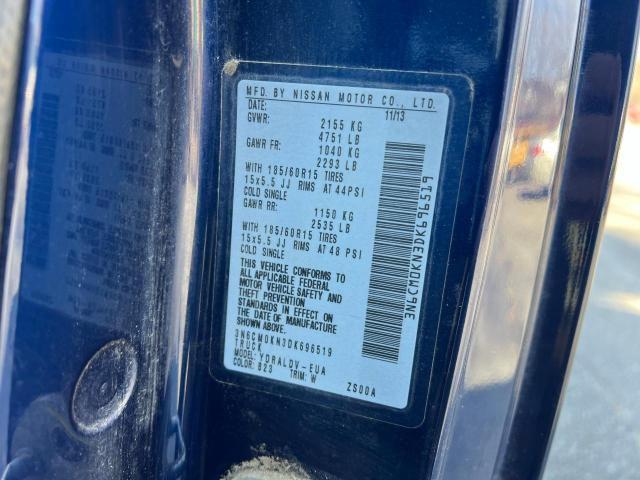 MFD. BY NISSAN MOTOR CO., LTD.
DATE: 11/13
GVWR: 2155 KG
4751 LB
GAWR FR: 1040 KG
2293 LB
WITH 185/60R15 TIRES
15x5.5 JJ RIMS AT 44PSI
COLD SINGLE
GAWR RR: 1150 KG
2535 LB
WITH 185/60R15 TIRES
15x5.5 JJ RIMS AT 48 PSI
COLD SINGLE
THIS VEHICLE CONFORMS TO
ALL APPLICABLE FEDERAL
MOTOR VEHICLE SAFETY AND
THEFT PREVENTION
STANDARDS IN EFFECT ON
THE DATE OF MANUFACTURE
SHOWN ABOVE.
3N6CM0KN3DK696519
TRUCK
MODEL: YDRALDV-EUA
COLOR: B23 TRIM: W ZS00A
3N6CM0KN3DK696519